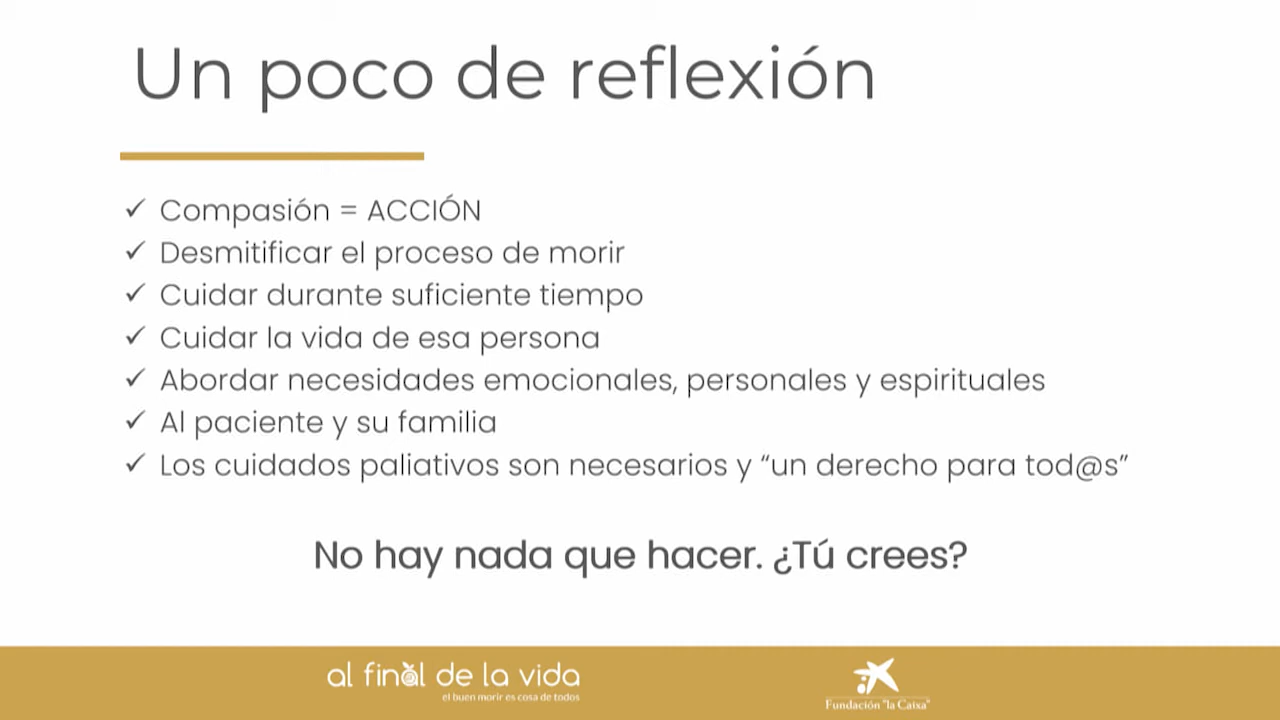 Un poco de reflexión
✓ Compasión = ACCIÓN
✓ Desmitificar el proceso de morir
✓ Cuidar durante suficiente tiempo
✓ Cuidar la vida de esa persona
✓ Abordar necesidades emocionales, personales y espirituales
✓ Al paciente y su familia
✓ Los cuidados paliativos son necesarios y “un derecho para tod@s”
No hay nada que hacer. ¿Tú crees?
al final de la vida
el buen morir es cosa de todos
Fundación "la Caixa"